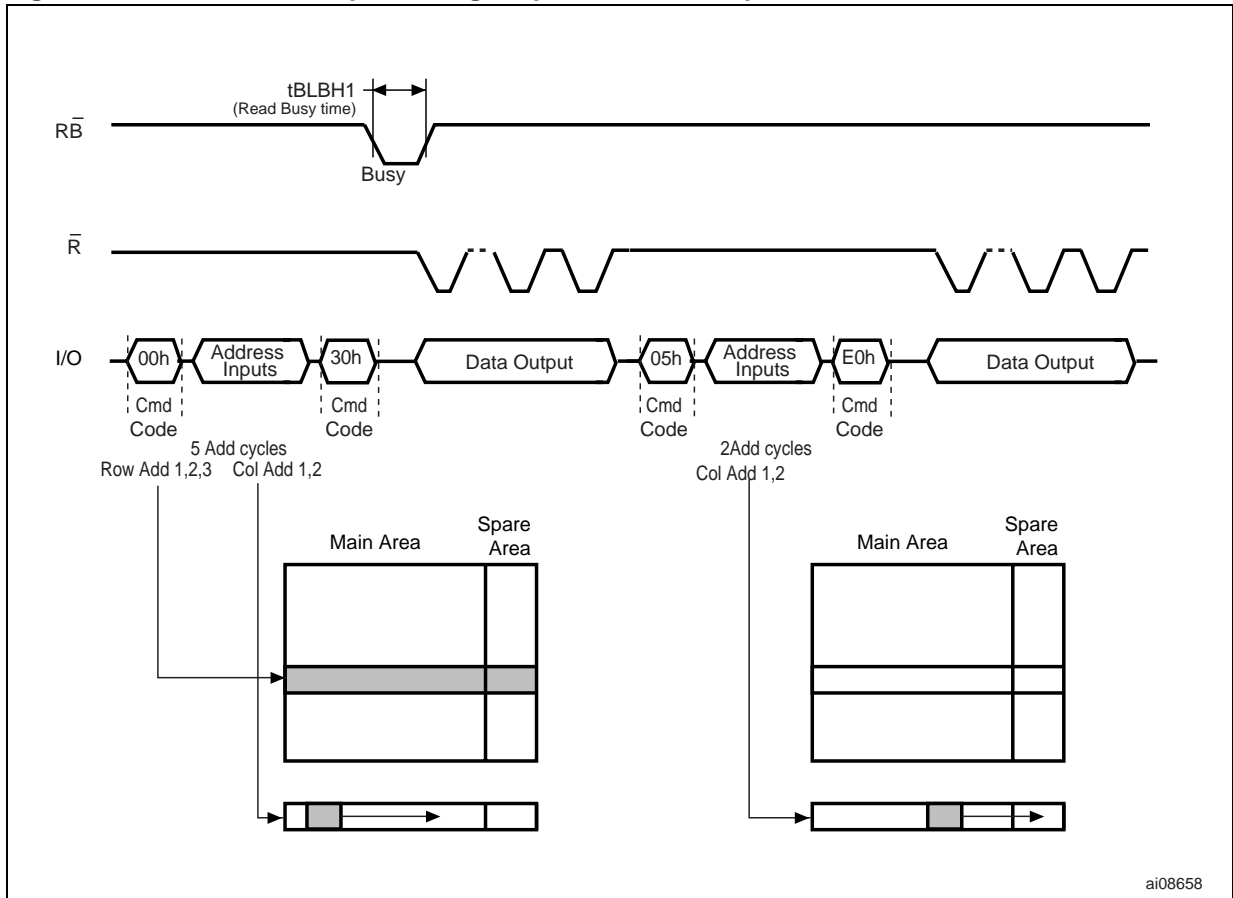 tBLBH1
(Read Busy time)
RB̅
Busy
R̅
I/O
00h
Address
Inputs
30h
Data Output
05h
Address
Inputs
E0h
Data Output
Cmd
Code
Cmd
Code
Cmd
Code
Cmd
Code
5 Add cycles
Row Add 1,2,3
Col Add 1,2
2Add cycles
Col Add 1,2
Main Area
Spare
Area
Main Area
Spare
Area
ai08658